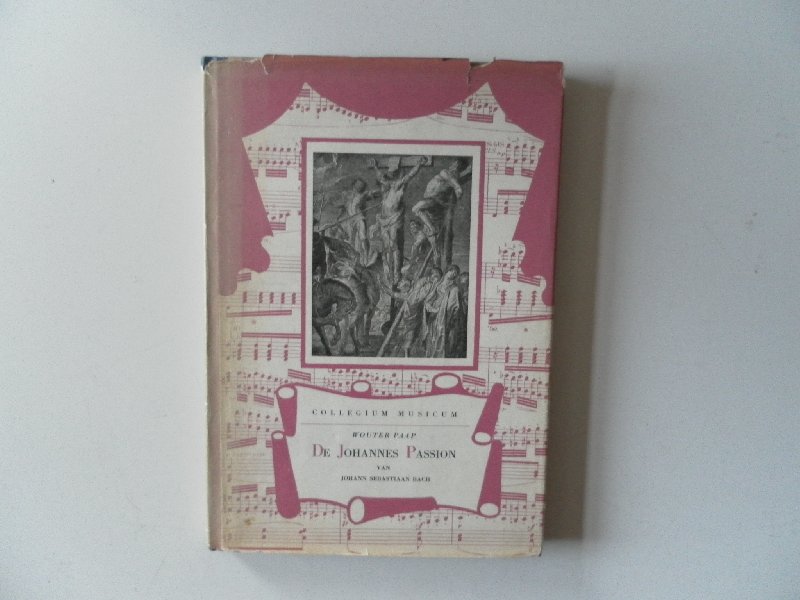 COLLEGIUM MUSICUM
WOUTER PAAP
DE JOHANNES PASSION
VAN
JOHANN SEBASTIAAN BACH